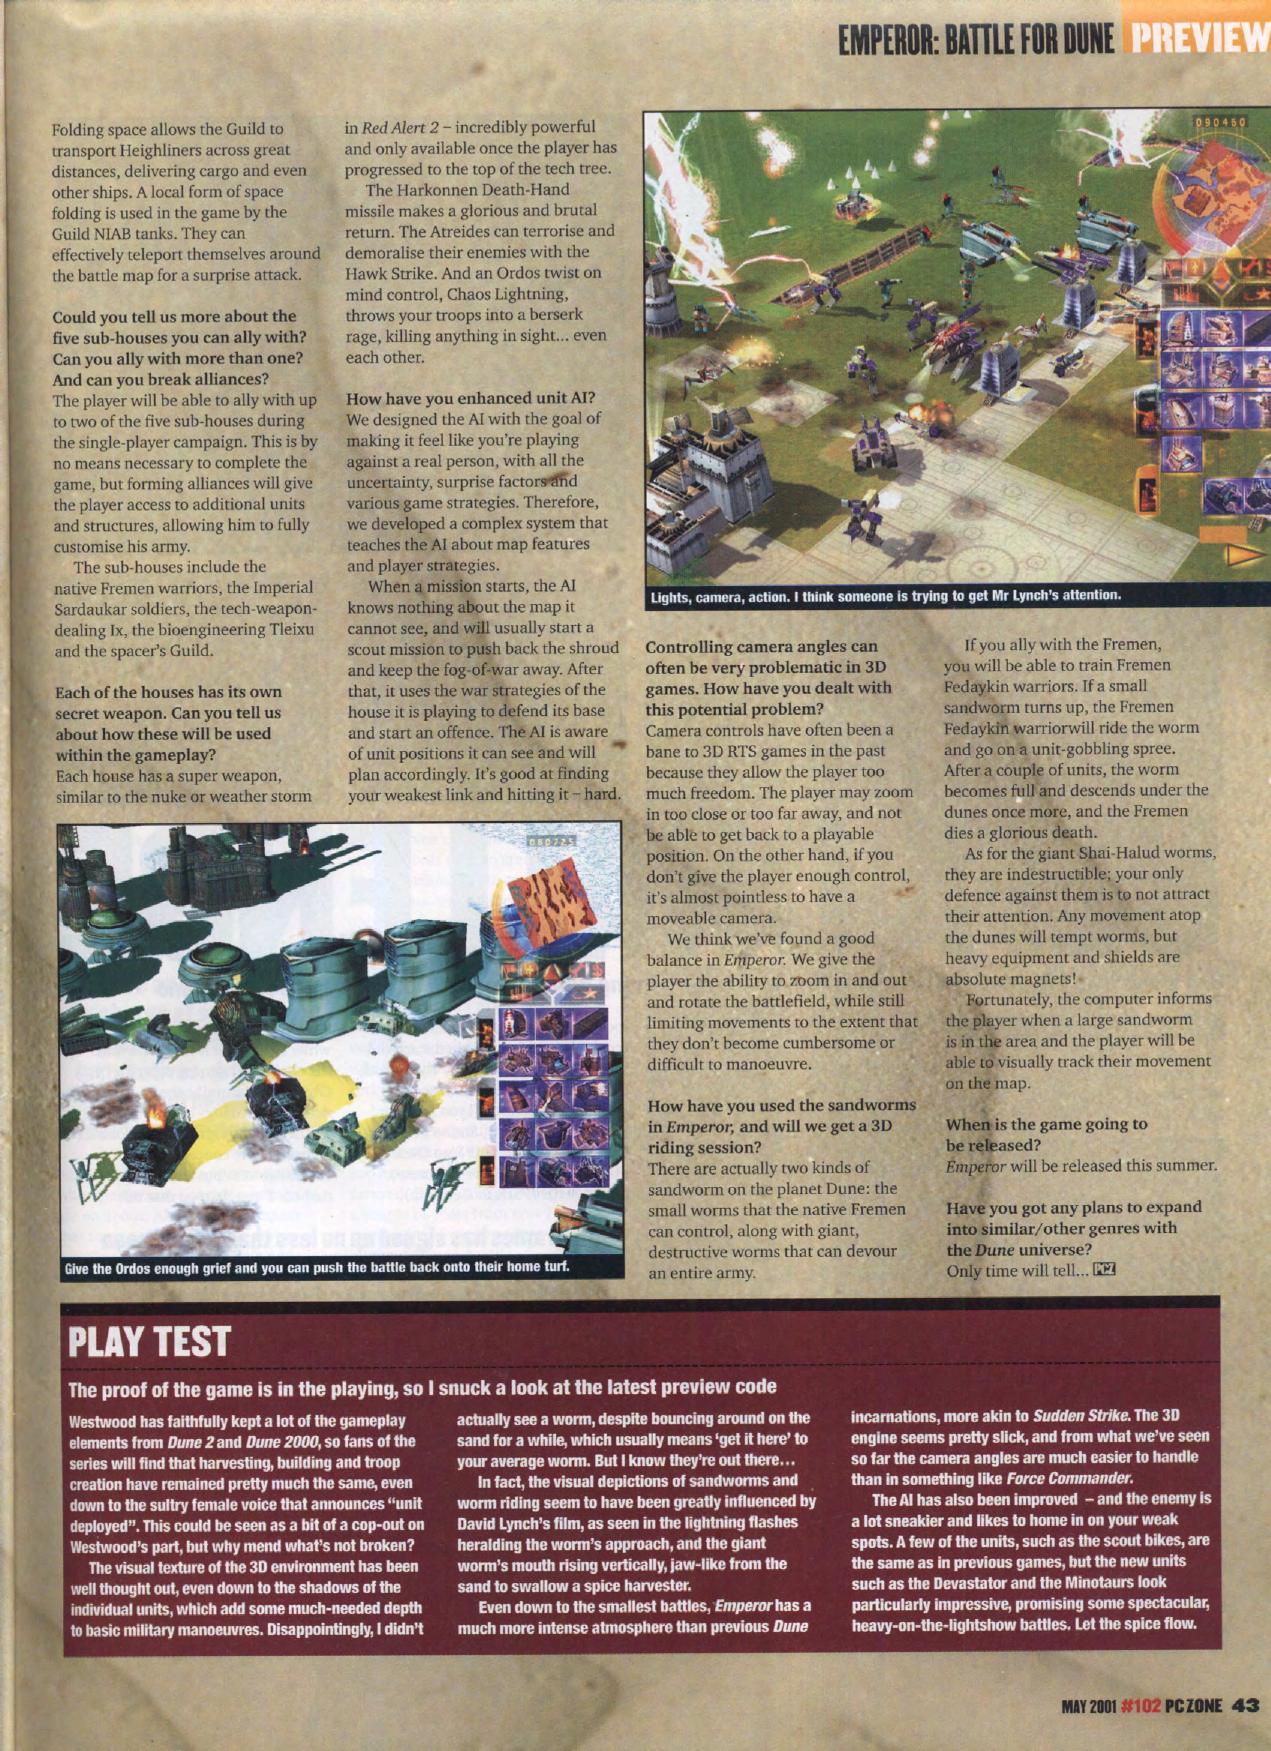 EMPEROR: BATTLE FOR DUNE PREVIEW
Folding space allows the Guild to
transport Heighliners across great
distances, delivering cargo and even
other ships. A local form of space
folding is used in the game by the
Guild NIAB tanks. They can
effectively teleport themselves around
the battle map for a surprise attack.
Could you tell us more about the
five sub-houses you can ally with?
Can you ally with more than one?
And can you break alliances?
The player will be able to ally with up
to two of the five sub-houses during
the single-player campaign. This is by
no means necessary to complete the
game, but forming alliances will give
the player access to additional units
and structures, allowing him to fully
customise his army.
The sub-houses include the
native Fremen warriors, the Imperial
Sardaukar soldiers, the tech-weapon-
dealing Ix, the bioengineering Tleixu
and the spacer's Guild.
Each of the houses has its own
secret weapon. Can you tell us
about how these will be used
within the gameplay?
Each house has a super weapon,
similar to the nuke or weather storm
in Red Alert 2 – incredibly powerful
and only available once the player has
progressed to the top of the tech tree.
The Harkonnen Death-Hand
missile makes a glorious and brutal
return. The Atreides can terrorise and
demoralise their enemies with the
Hawk Strike. And an Ordos twist on
mind control, Chaos Lightning,
throws your troops into a berserk
rage, killing anything in sight... even
each other.
How have you enhanced unit AI?
We designed the AI with the goal of
making it feel like you're playing
against a real person, with all the
uncertainty, surprise factors and
various game strategies. Therefore,
we developed a complex system that
teaches the AI about map features
and player strategies.
When a mission starts, the AI
knows nothing about the map it
cannot see, and will usually start a
scout mission to push back the shroud
and keep the fog-of-war away. After
that, it uses the war strategies of the
house it is playing to defend its base
and start an offence. The AI is aware
of unit positions it can see and will
plan accordingly. It's good at finding
your weakest link and hitting it – hard.
090460
Lights, camera, action. I think someone is trying to get Mr Lynch's attention.
080725
Give the Ordos enough grief and you can push the battle back onto their home turf.
Controlling camera angles can
often be very problematic in 3D
games. How have you dealt with
this potential problem?
Camera controls have often been a
bane to 3D RTS games in the past
because they allow the player too
much freedom. The player may zoom
in too close or too far away, and not
be able to get back to a playable
position. On the other hand, if you
don't give the player enough control,
it's almost pointless to have a
moveable camera.
We think we've found a good
balance in Emperor. We give the
player the ability to zoom in and out
and rotate the battlefield, while still
limiting movements to the extent that
they don't become cumbersome or
difficult to manoeuvre.
How have you used the sandworms
in Emperor, and will we get a 3D
riding session?
There are actually two kinds of
sandworm on the planet Dune: the
small worms that the native Fremen
can control, along with giant,
destructive worms that can devour
an entire army.
If you ally with the Fremen,
you will be able to train Fremen
Fedaykin warriors. If a small
sandworm turns up, the Fremen
Fedaykin warriorwill ride the worm
and go on a unit-gobbling spree.
After a couple of units, the worm
becomes full and descends under the
dunes once more, and the Fremen
dies a glorious death.
As for the giant Shai-Halud worms,
they are indestructible; your only
defence against them is to not attract
their attention. Any movement atop
the dunes will tempt worms, but
heavy equipment and shields are
absolute magnets!
Fortunately, the computer informs
the player when a large sandworm
is in the area and the player will be
able to visually track their movement
on the map.
When is the game going to
be released?
Emperor will be released this summer.
Have you got any plans to expand
into similar/other genres with
the Dune universe?
Only time will tell... PCZ
PLAY TEST
The proof of the game is in the playing, so I snuck a look at the latest preview code
Westwood has faithfully kept a lot of the gameplay
elements from Dune 2 and Dune 2000, so fans of the
series will find that harvesting, building and troop
creation have remained pretty much the same, even
down to the sultry female voice that announces "unit
deployed". This could be seen as a bit of a cop-out on
Westwood's part, but why mend what's not broken?
The visual texture of the 3D environment has been
well thought out, even down to the shadows of the
individual units, which add some much-needed depth
to basic military manoeuvres. Disappointingly, I didn't
actually see a worm, despite bouncing around on the
sand for a while, which usually means 'get it here' to
your average worm. But I know they're out there...
In fact, the visual depictions of sandworms and
worm riding seem to have been greatly influenced by
David Lynch's film, as seen in the lightning flashes
heralding the worm's approach, and the giant
worm's mouth rising vertically, jaw-like from the
sand to swallow a spice harvester.
Even down to the smallest battles, Emperor has a
much more intense atmosphere than previous Dune
incarnations, more akin to Sudden Strike. The 3D
engine seems pretty slick, and from what we've seen
so far the camera angles are much easier to handle
than in something like Force Commander.
The AI has also been improved – and the enemy is
a lot sneakier and likes to home in on your weak
spots. A few of the units, such as the scout bikes, are
the same as in previous games, but the new units
such as the Devastator and the Minotaurs look
particularly impressive, promising some spectacular,
heavy-on-the-lightshow battles. Let the spice flow.
MAY 2001 #102 PC ZONE 43